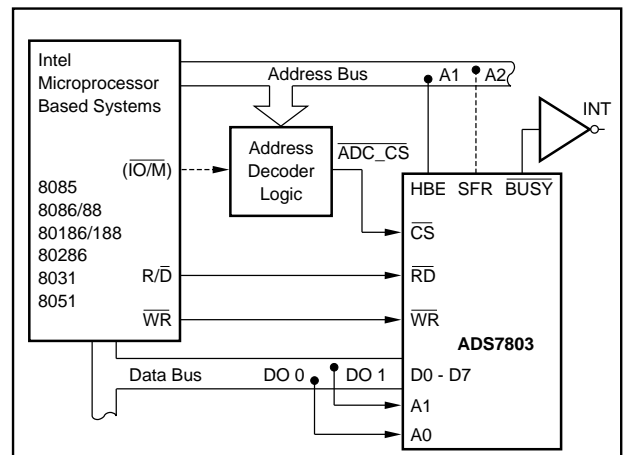 Intel
Microprocessor
Based Systems
(IO/M)
8085
8086/88
80186/188
80286
8031
8051
R/D
WR
Address Bus
A1
A2
Address
Decoder
Logic
ADC_CS
INT
HBE SFR BUSY
CS
RD
WR
ADS7803
D0 - D7
A1
A0
Data Bus
DO 0
DO 1